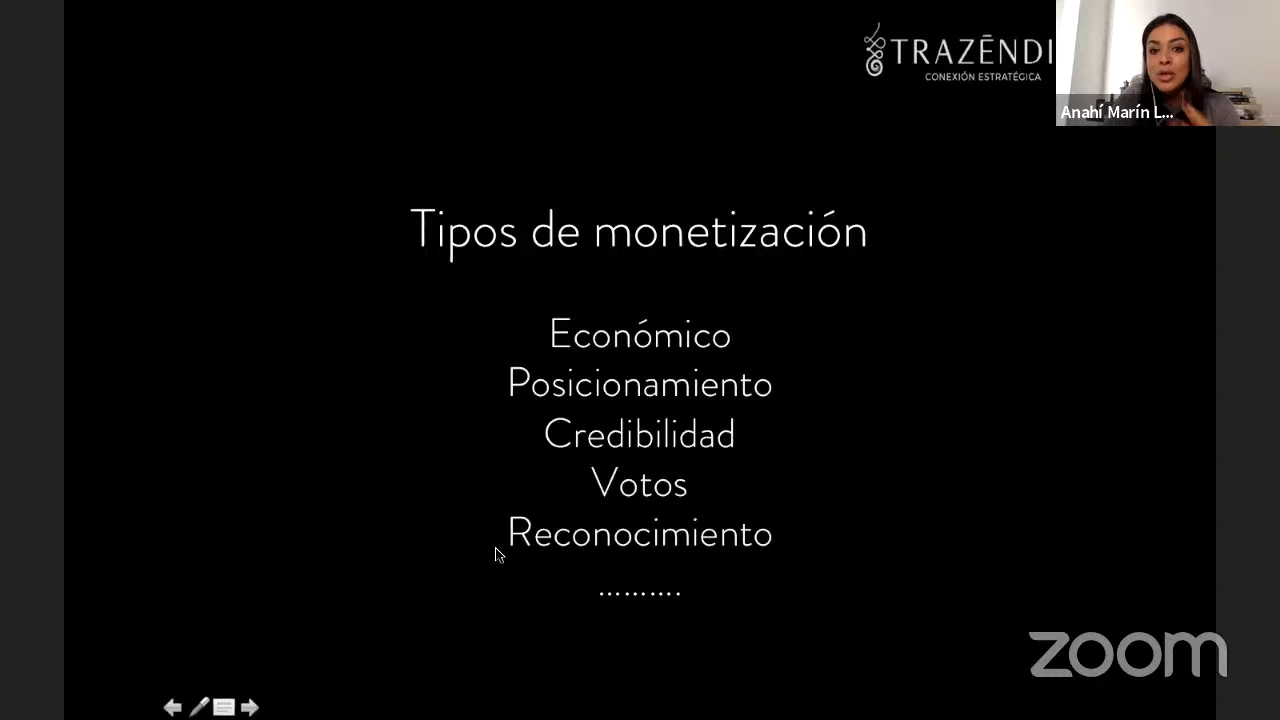 TRAZĒNDI
CONEXIÓN ESTRATÉGICA
Anahí Marín L...
Tipos de monetización
Económico
Posicionamiento
Credibilidad
Votos
Reconocimiento
..........
zoom